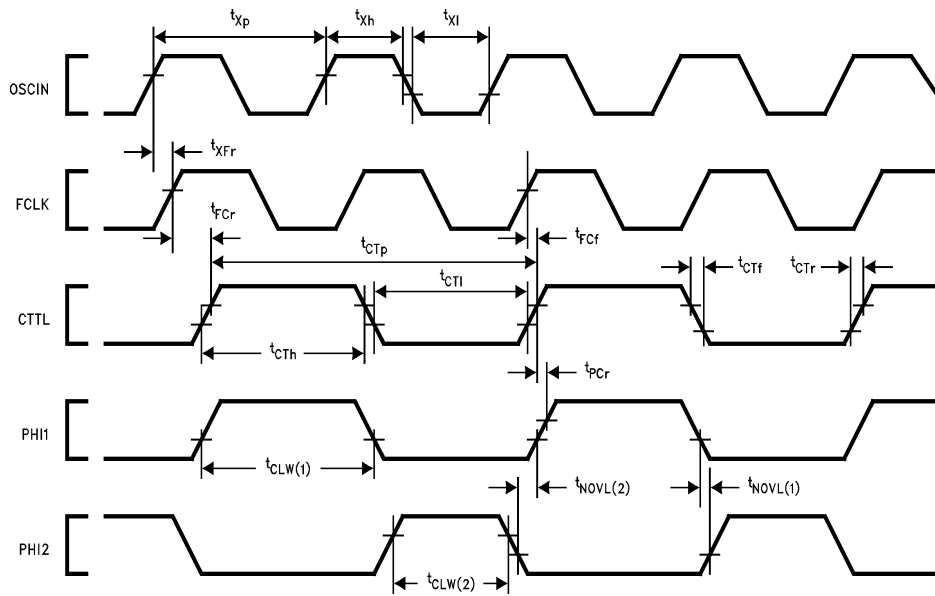 tXp
tXh
tXl
OSCIN
tXFr
FCLK
tFCr
tFCf
tCTp
tCTl
tCTf
tCTr
CTTL
tCTh
tPCr
PHI1
tCLW(1)
tNOVL(2)
tNOVL(1)
PHI2
tCLW(2)